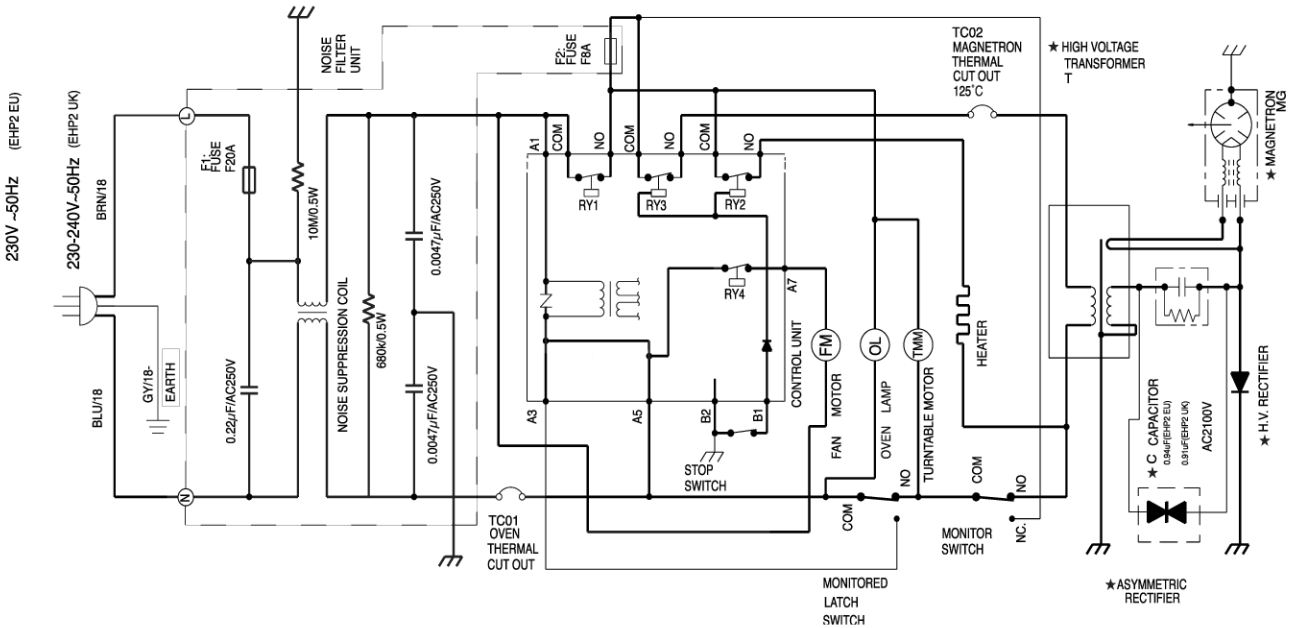 230V ~50Hz (EHP2 EU)
230-240V~50Hz (EHP2 UK)
BRN/18
BLU/18
GY/18-
EARTH
L
N
F1:
FUSE
F20A
0.22µF/AC250V
NOISE
FILTER
UNIT
10M/0.5W
NOISE SUPPRESSION COIL
680k/0.5W
0.0047µF/AC250V
0.0047µF/AC250V
F2:
FUSE
F8A
TC01
OVEN
THERMAL
CUT OUT
A1
COM
NO
COM
NO
COM
NO
RY1
RY3
RY2
RY4
A7
A3
A5
B2
B1
CONTROL UNIT
STOP
SWITCH
FM
OL
TMM
FAN MOTOR
OVEN LAMP
TURNTABLE MOTOR
HEATER
COM
NO
MONITORED
LATCH
SWITCH
COM
NO
NC.
MONITOR
SWITCH
TC02
MAGNETRON
THERMAL
CUT OUT
125˚C
★ HIGH VOLTAGE
TRANSFORMER
T
★ MAGNETRON
MG
★ C CAPACITOR
0.94uF(EHP2 EU)
0.91uF(EHP2 UK)
AC2100V
★ H.V. RECTIFIER
★ ASYMMETRIC
RECTIFIER